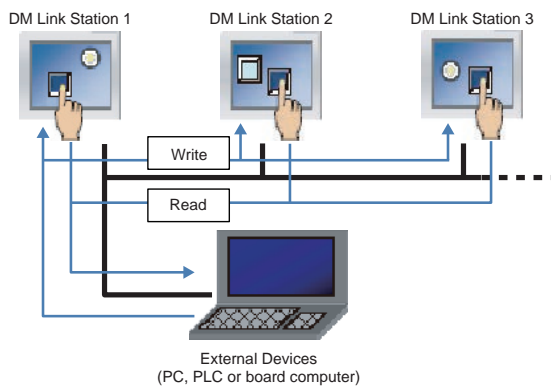 DM Link Station 1
DM Link Station 2
DM Link Station 3
Write
Read
External Devices
(PC, PLC or board computer)